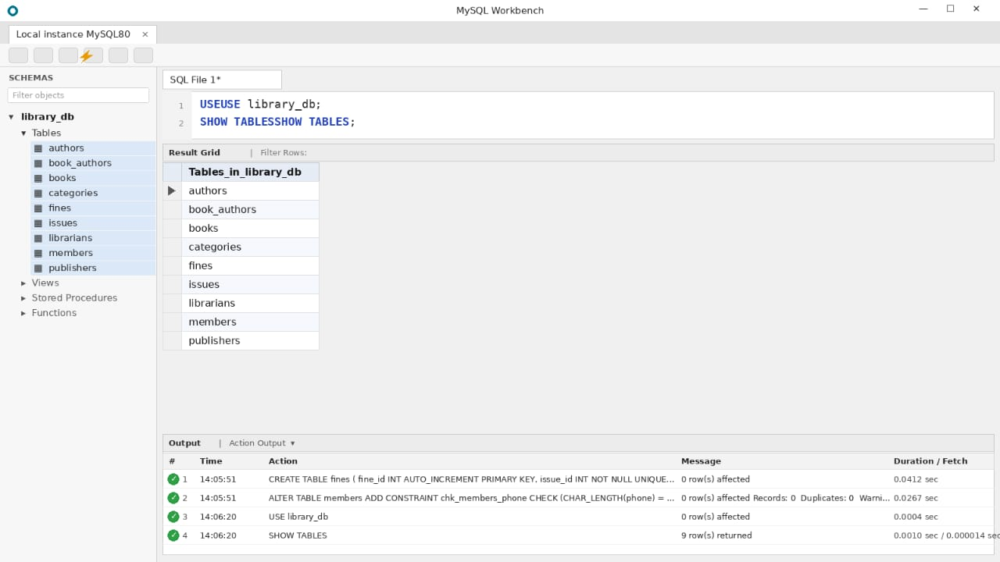 MySQL Workbench
Local instance MySQL80
SCHEMAS
Filter objects
library_db
Tables
authors
book_authors
books
categories
fines
issues
librarians
members
publishers
Views
Stored Procedures
Functions
SQL File 1*
1 USEUSE library_db;
2 SHOW TABLESSHOW TABLES;
Result Grid | Filter Rows:
Tables_in_library_db
authors
book_authors
books
categories
fines
issues
librarians
members
publishers
Output | Action Output
# Time Action Message Duration / Fetch
1 14:05:51 CREATE TABLE fines ( fine_id INT AUTO_INCREMENT PRIMARY KEY, issue_id INT NOT NULL UNIQUE... 0 row(s) affected 0.0412 sec
2 14:05:51 ALTER TABLE members ADD CONSTRAINT chk_members_phone CHECK (CHAR_LENGTH(phone) = ... 0 row(s) affected Records: 0 Duplicates: 0 Warni... 0.0267 sec
3 14:06:20 USE library_db 0 row(s) affected 0.0004 sec
4 14:06:20 SHOW TABLES 9 row(s) returned 0.0010 sec / 0.000014 sec